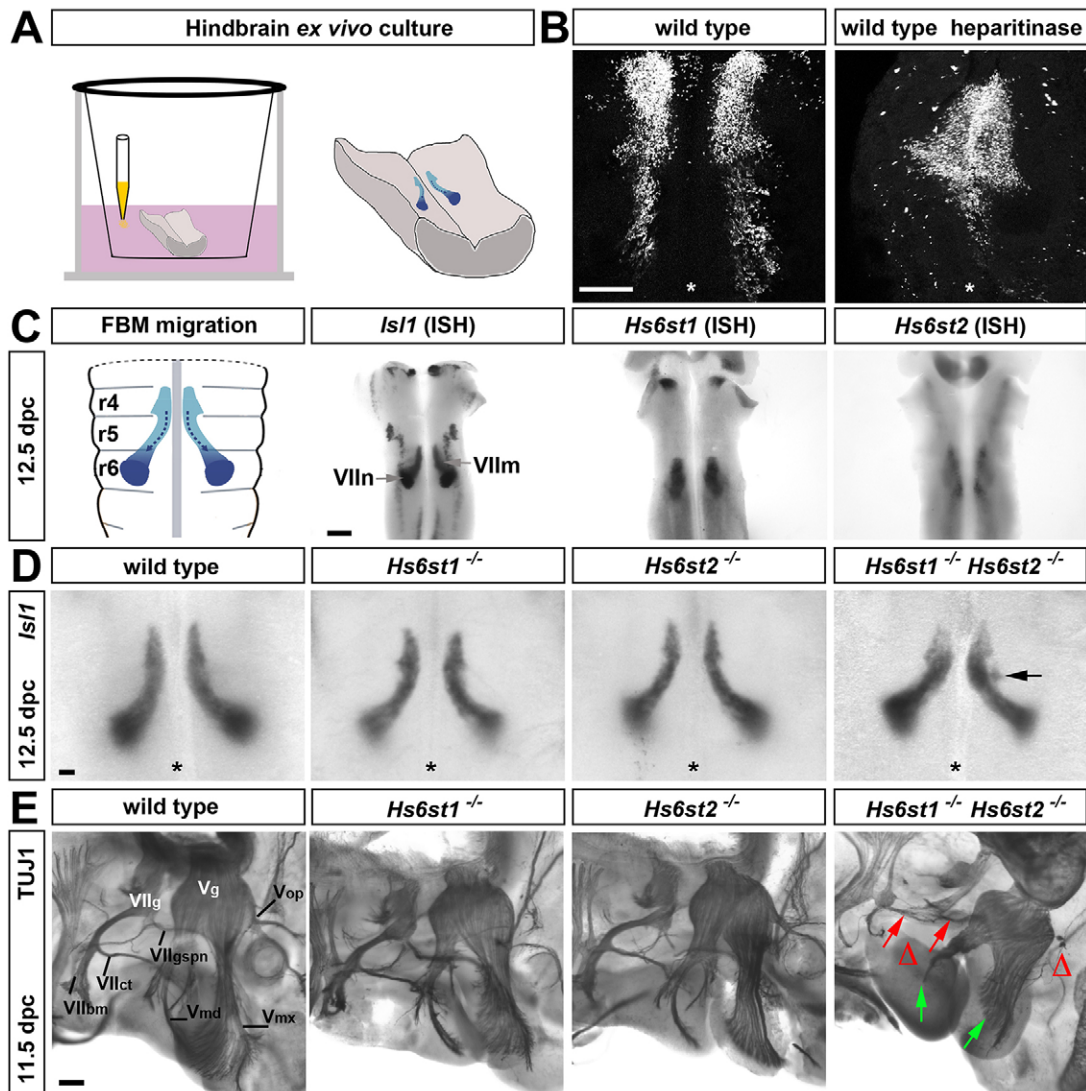 A
Hindbrain ex vivo culture
B
wild type
wild type heparitinase
*
*
C
FBM migration
Isl1 (ISH)
Hs6st1 (ISH)
Hs6st2 (ISH)
12.5 dpc
r4
r5
r6
VIIn
VIIm
D
wild type
Hs6st1 -/-
Hs6st2 -/-
Hs6st1 -/- Hs6st2 -/-
Isl1
12.5 dpc
*
*
*
*
E
wild type
Hs6st1 -/-
Hs6st2 -/-
Hs6st1 -/- Hs6st2 -/-
TUJ1
11.5 dpc
VIIg
Vg
Vop
VIIgspn
VIIct
VIIbm
Vmd
Vmx
Δ
Δ